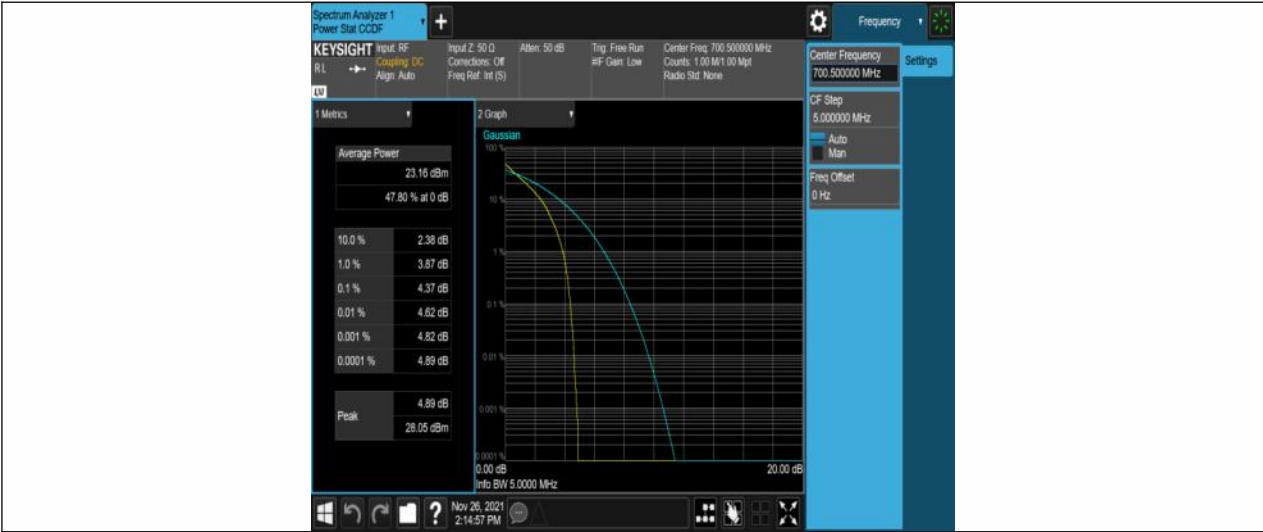 Spectrum Analyzer 1
Power Stat CCDF
+
Frequency
KEYSIGHT
R L
LV
Input: RF
Coupling: DC
Align: Auto
Input Z: 50 Ω
Corrections: Off
Freq Ref: Int (S)
Atten: 50 dB
Trig: Free Run
#IF Gain: Low
Center Freq: 700.500000 MHz
Counts: 1.00 M/1.00 Mpt
Radio Std: None
Center Frequency
700.500000 MHz
Settings
CF Step
5.000000 MHz
Auto
Man
Freq Offset
0 Hz
1 Metrics
Average Power
23.16 dBm
47.80 % at 0 dB
10.0 % 2.38 dB
1.0 % 3.87 dB
0.1 % 4.37 dB
0.01 % 4.62 dB
0.001 % 4.82 dB
0.0001 % 4.89 dB
Peak
4.89 dB
28.05 dBm
2 Graph
Gaussian
100 %
10 %
1 %
0.1 %
0.01 %
0.001 %
0.0001 %
0.00 dB
20.00 dB
Info BW 5.0000 MHz
?
Nov 26, 2021
2:14:57 PM